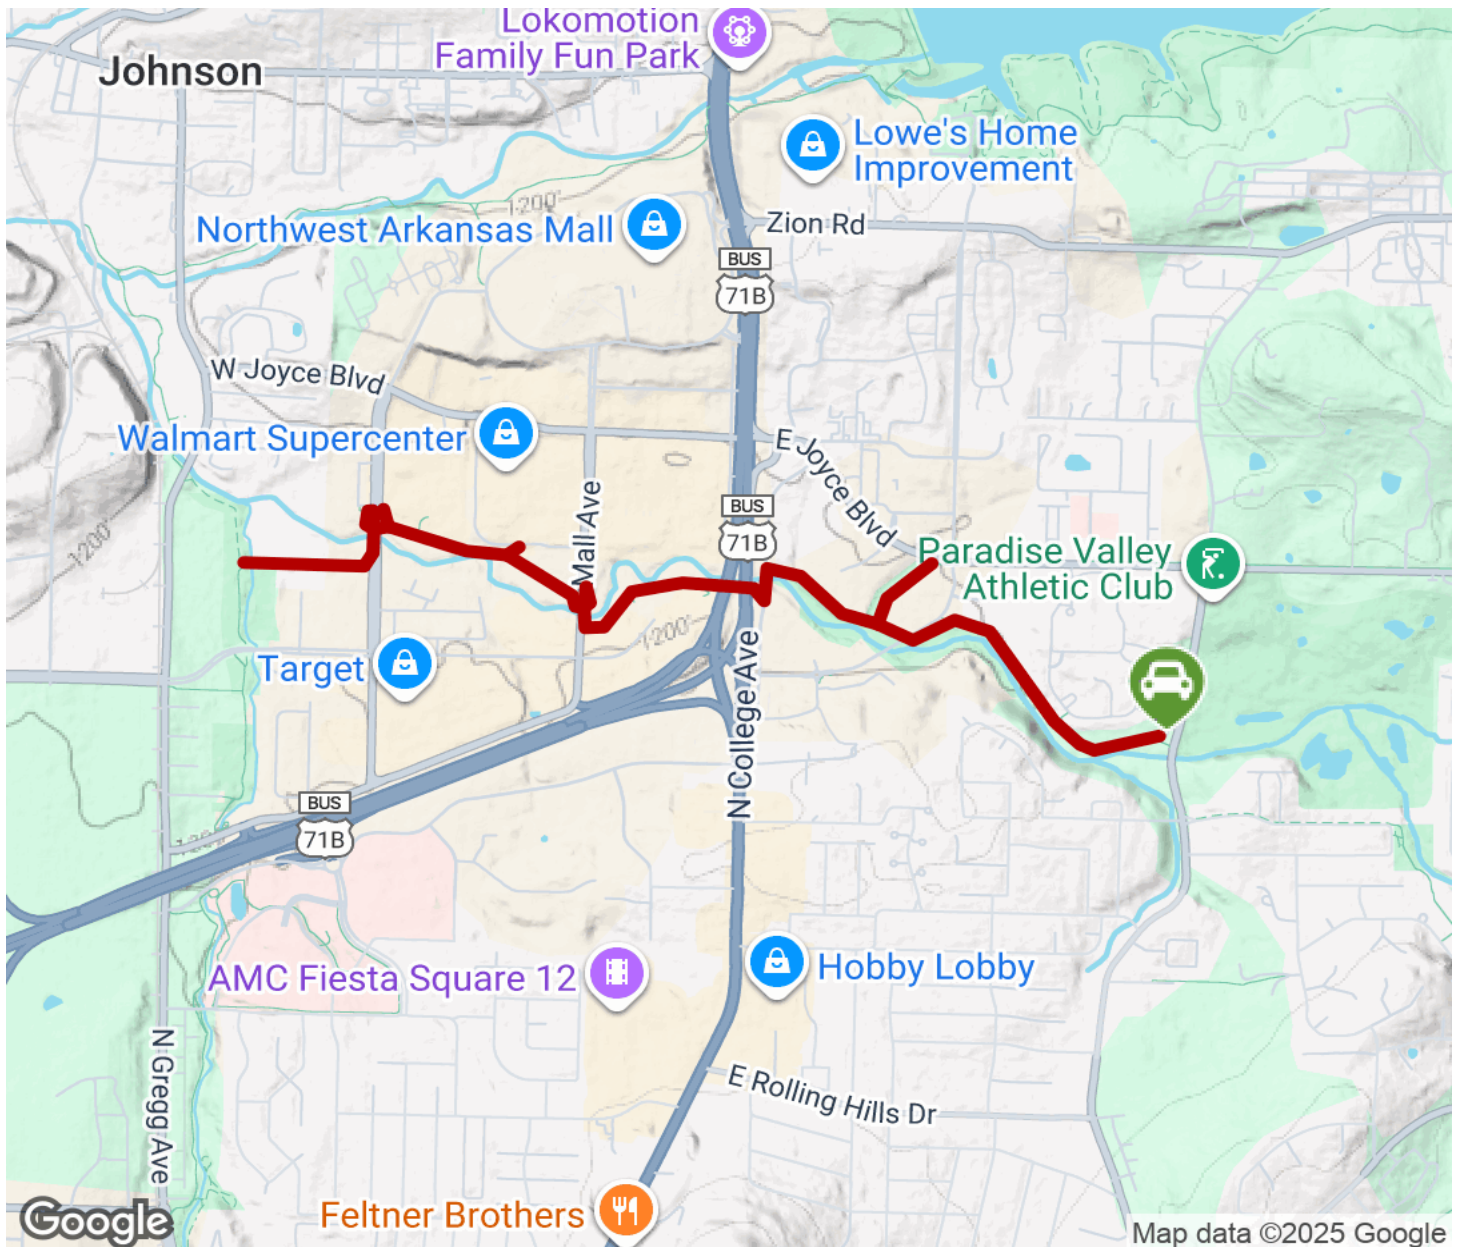 Lokomotion
Family Fun Park
Johnson
Lowe's Home
Improvement
1200'
Northwest Arkansas Mall
Zion Rd
BUS
71B
W Joyce Blvd
Walmart Supercenter
E Joyce Blvd
Mall Ave
BUS
71B
1200'
Paradise Valley
Athletic Club
1200'
Target
N College Ave
BUS
71B
1200'
AMC Fiesta Square 12
Hobby Lobby
N Gregg Ave
E Rolling Hills Dr
Feltner Brothers
Google
Map data ©2025 Google